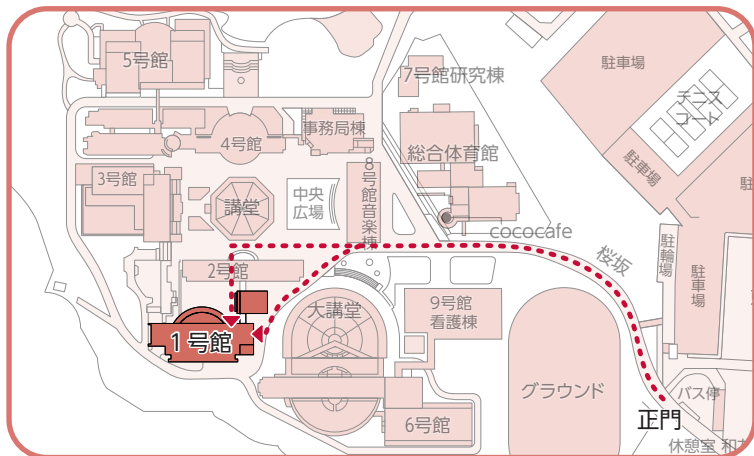 5号館
7号館研究棟
駐車場
テニス
コート
事務局棟
4号館
総合体育館
駐車場
3号館
8号館音楽棟
講堂
中央
広場
cococafe
桜坂
駐輪場
駐車場
2号館
大講堂
9号館
看護棟
1号館
グラウンド
バス停
正門
6号館
休憩室